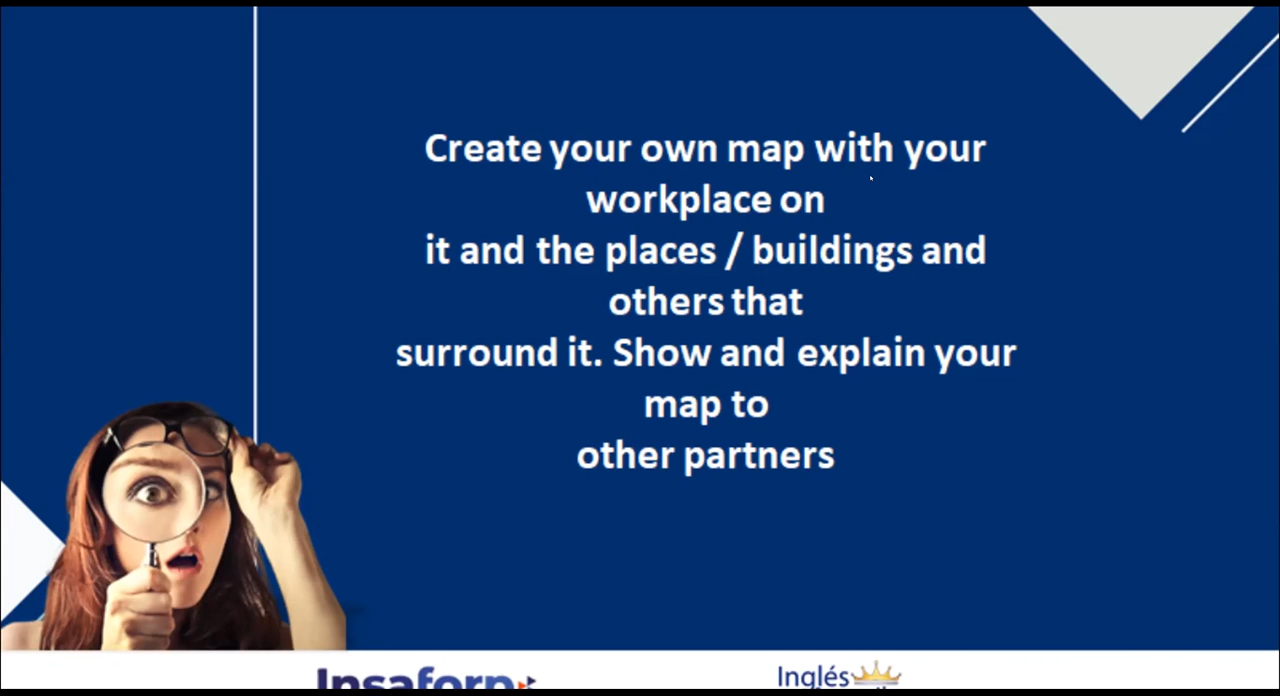 Create your own map with your
workplace on
it and the places / buildings and
others that
surround it. Show and explain your
map to
other partners
Insaforp
Inglés